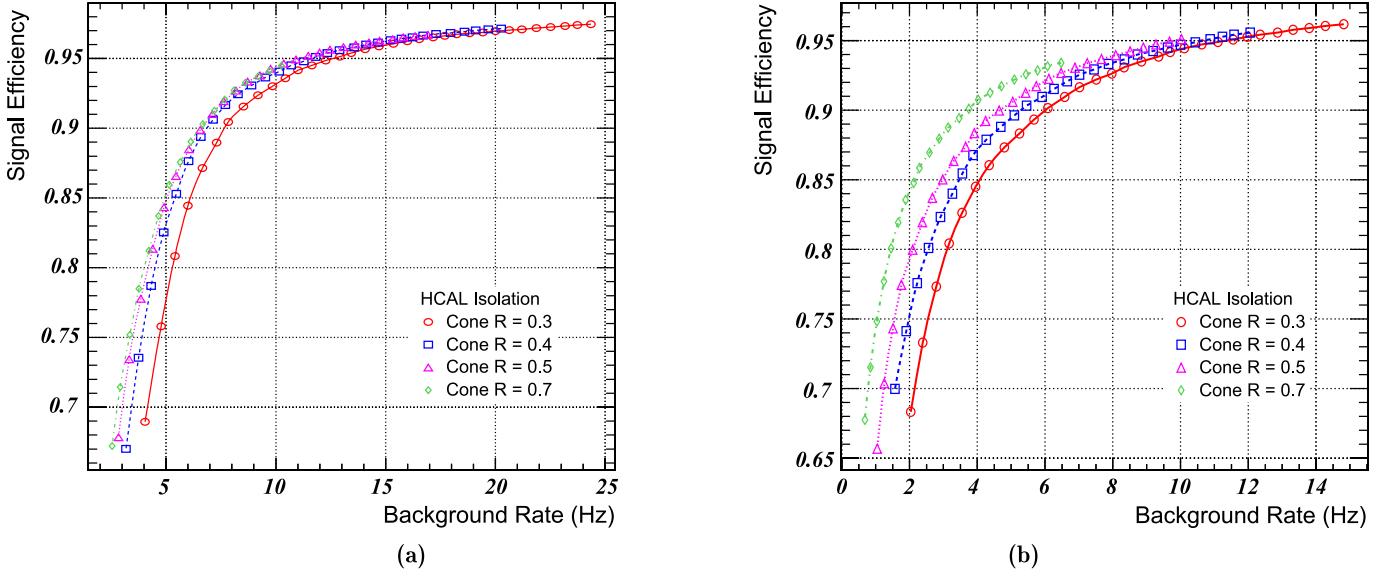 Signal Efficiency
0.95
0.9
0.85
0.8
0.75
0.7
HCAL Isolation
Cone R = 0.3
Cone R = 0.4
Cone R = 0.5
Cone R = 0.7
5 10 15 20 25
Background Rate (Hz)
(a)
Signal Efficiency
0.95
0.9
0.85
0.8
0.75
0.7
0.65
HCAL Isolation
Cone R = 0.3
Cone R = 0.4
Cone R = 0.5
Cone R = 0.7
0 2 4 6 8 10 12 14
Background Rate (Hz)
(b)